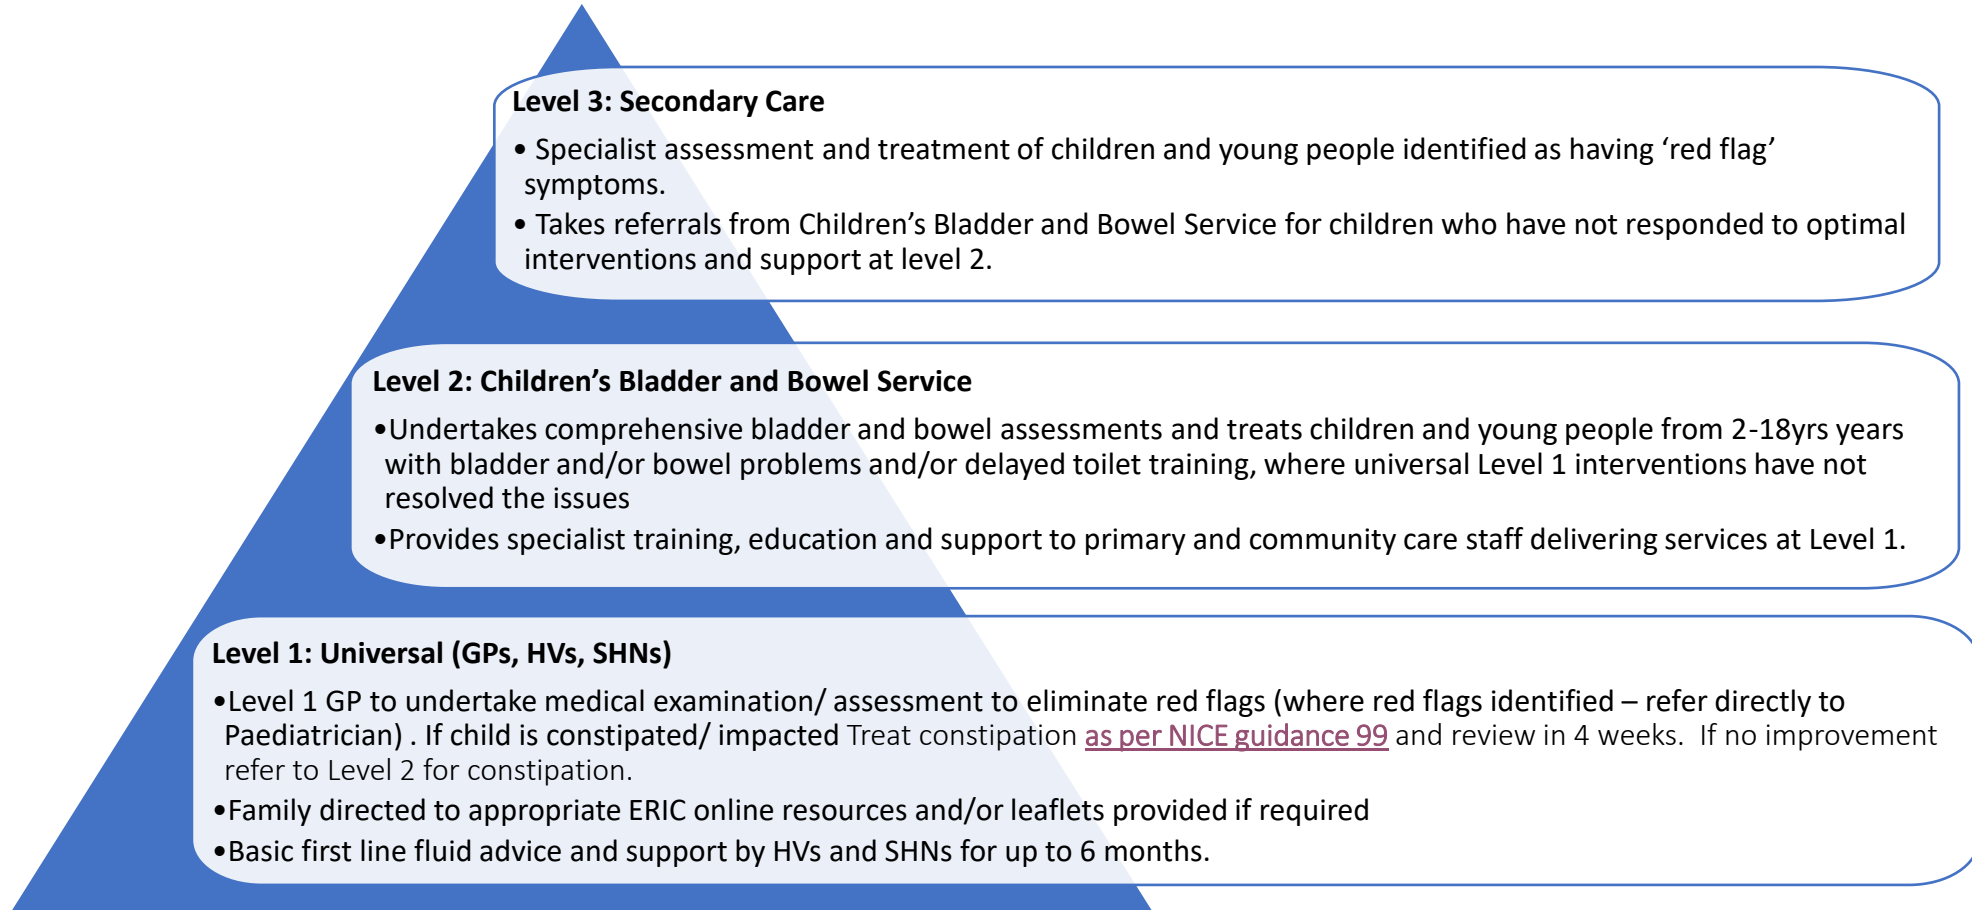 Level 3: Secondary Care
• Specialist assessment and treatment of children and young people identified as having ‘red flag’
symptoms.
• Takes referrals from Children’s Bladder and Bowel Service for children who have not responded to optimal
interventions and support at level 2.
Level 2: Children’s Bladder and Bowel Service
•Undertakes comprehensive bladder and bowel assessments and treats children and young people from 2-18yrs years
with bladder and/or bowel problems and/or delayed toilet training, where universal Level 1 interventions have not
resolved the issues
•Provides specialist training, education and support to primary and community care staff delivering services at Level 1.
Level 1: Universal (GPs, HVs, SHNs)
•Level 1 GP to undertake medical examination/ assessment to eliminate red flags (where red flags identified – refer directly to
Paediatrician) . If child is constipated/ impacted Treat constipation as per NICE guidance 99 and review in 4 weeks.  If no improvement
refer to Level 2 for constipation.
•Family directed to appropriate ERIC online resources and/or leaflets provided if required
•Basic first line fluid advice and support by HVs and SHNs for up to 6 months.